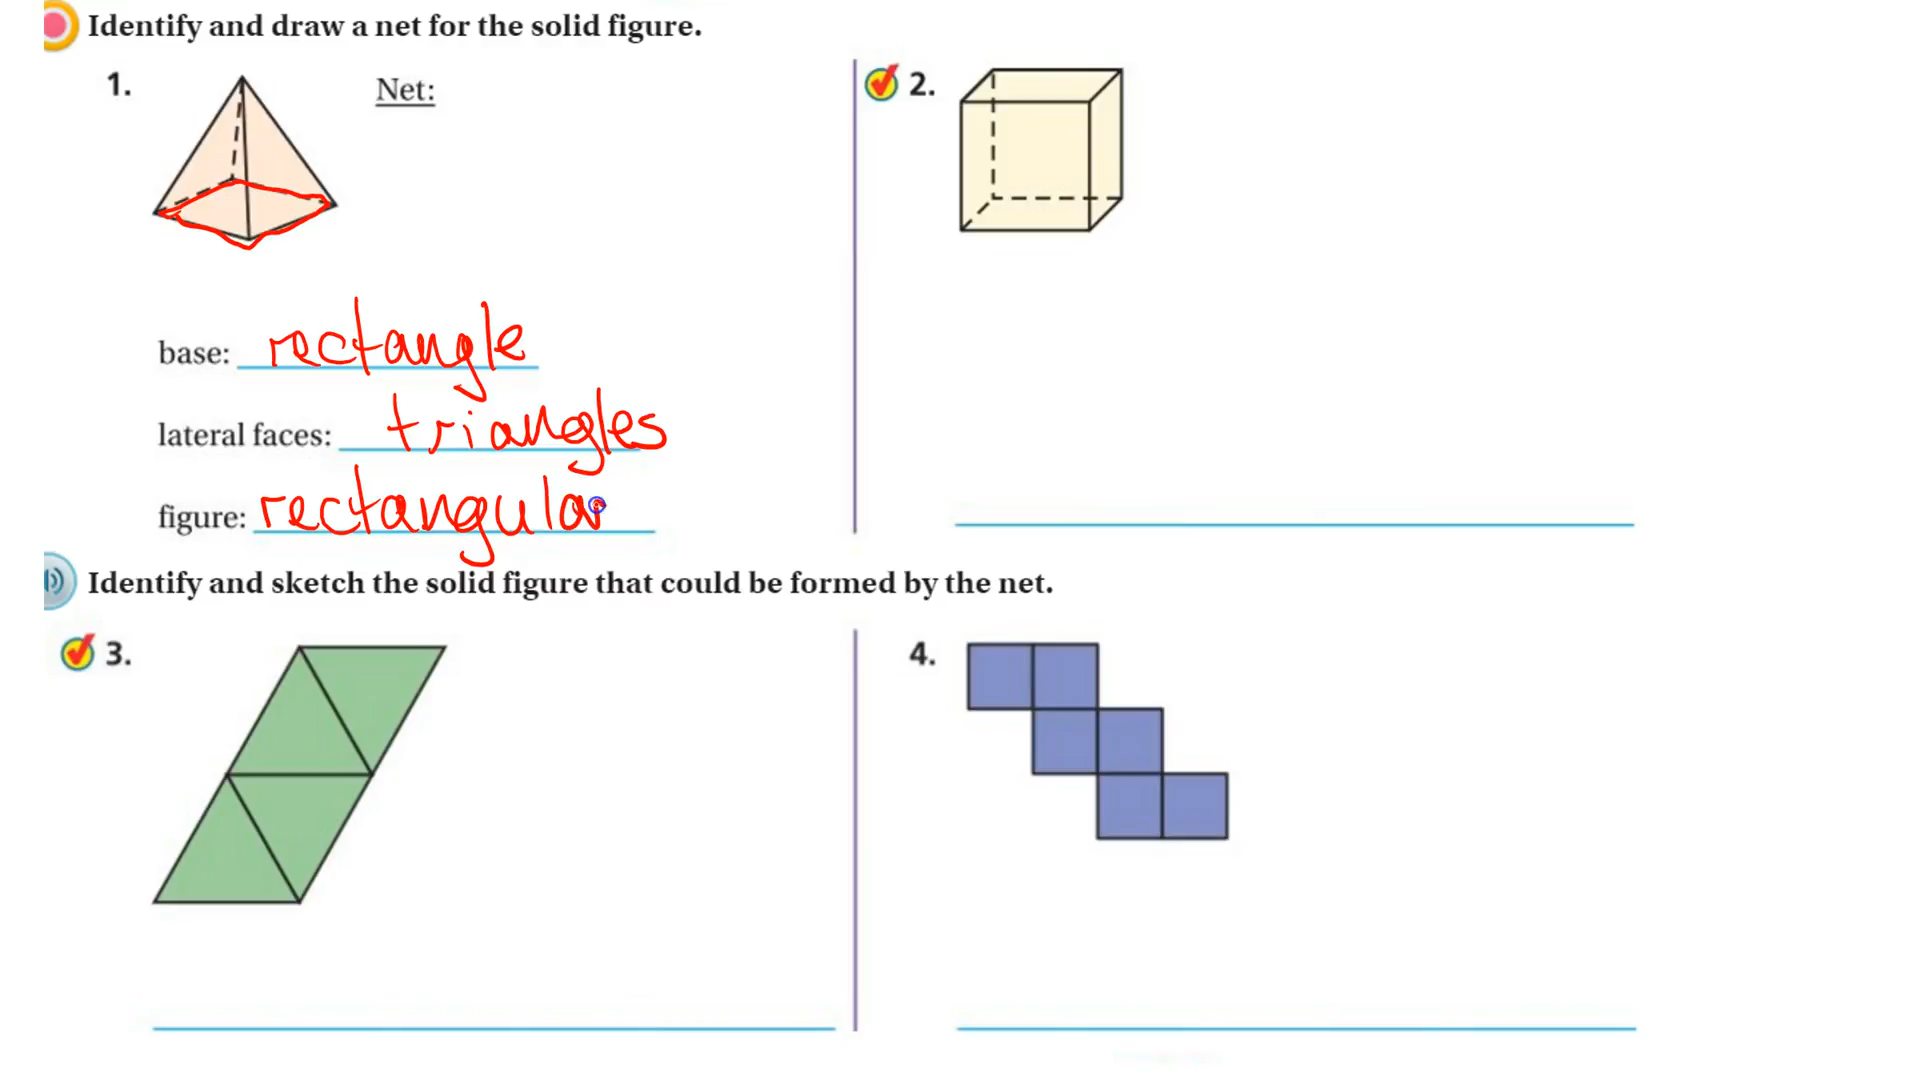 Identify and draw a net for the solid figure.
1.
Net:
base: rectangle
lateral faces: triangles
figure: rectangular
2.
Identify and sketch the solid figure that could be formed by the net.
3.
4.